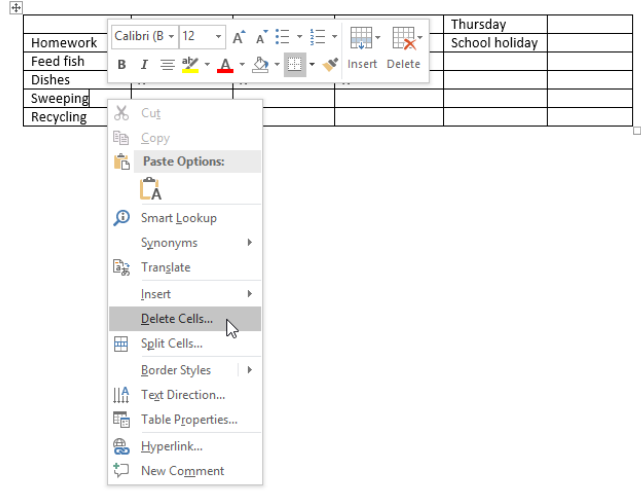 Thursday
Calibri (B 12
Homework School holiday
Feed fish B I Insert Delete
Dishes
Sweeping
Recycling
Cut
Copy
Paste Options:
A
Smart Lookup
Synonyms
Translate
Insert
Delete Cells...
Split Cells...
Border Styles
Text Direction...
Table Properties...
Hyperlink...
New Comment